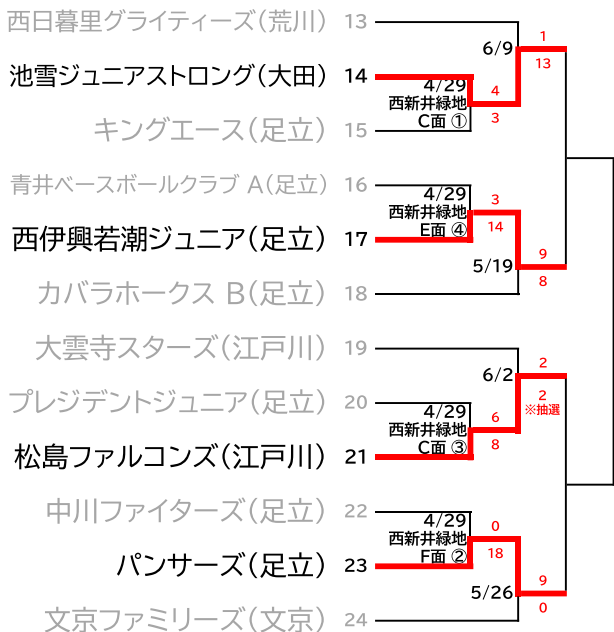 西日暮里グライティーズ(荒川) 13
6/9
1
13
池雪ジュニアストロング(大田) 14
4/29
西新井緑地
C面 ①
4
3
キングエース(足立) 15
青井ベースボールクラブ A(足立) 16
4/29
西新井緑地
E面 ④
3
14
西伊興若潮ジュニア(足立) 17
5/19
9
8
カバラホークス B(足立) 18
大雲寺スターズ(江戸川) 19
6/2
2
2
※抽選
プレジデントジュニア(足立) 20
4/29
西新井緑地
C面 ③
6
8
松島ファルコンズ(江戸川) 21
中川ファイターズ(足立) 22
4/29
西新井緑地
F面 ②
0
18
パンサーズ(足立) 23
5/26
9
0
文京ファミリーズ(文京) 24